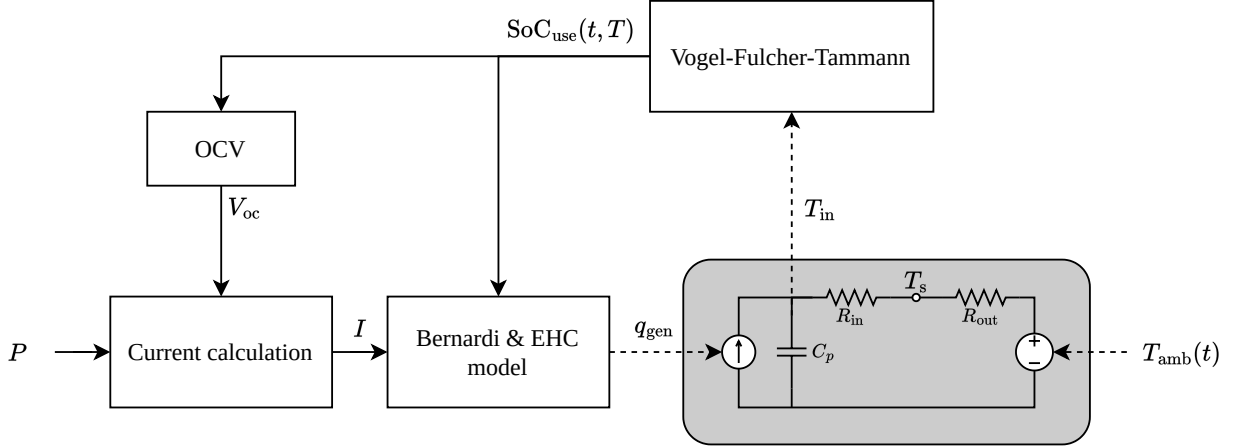 SoC_use(t, T)
Vogel-Fulcher-Tammann
OCV
V_oc
T_in
P
Current calculation
I
Bernardi & EHC
model
q_gen
T_s
R_in
R_out
C_p
+
−
T_amb(t)